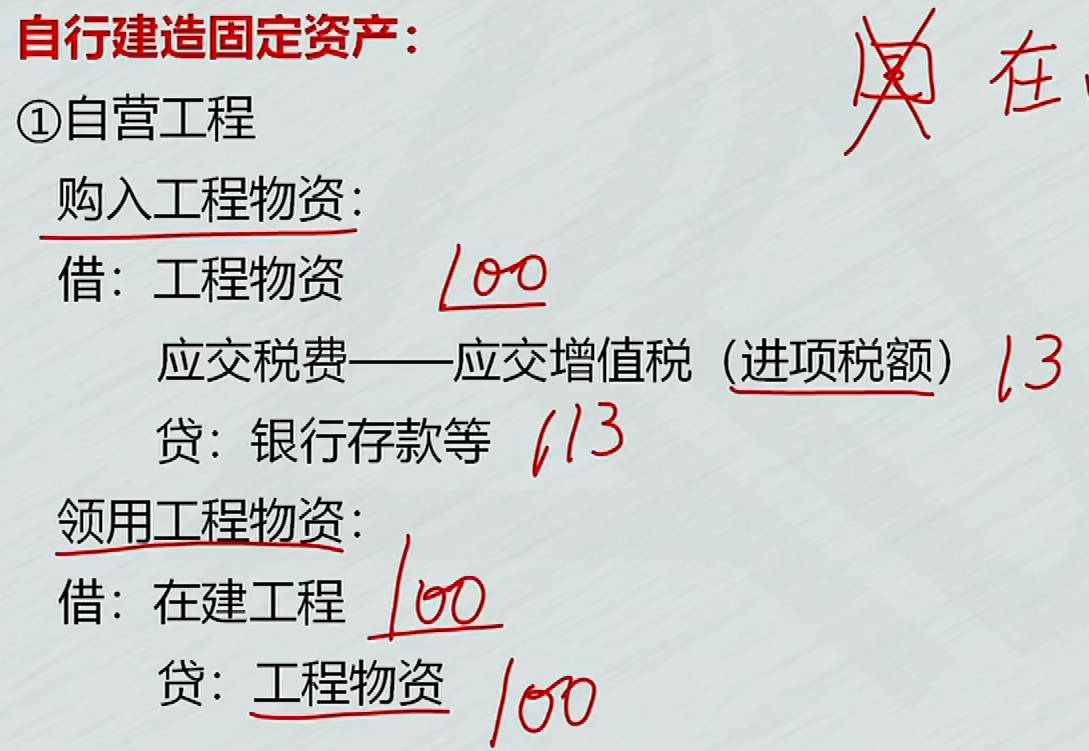 自行建造固定资产：
固 在
①自营工程
购入工程物资：
借：工程物资 100
应交税费——应交增值税（进项税额） 13
贷：银行存款等 113
领用工程物资：
借：在建工程 100
贷：工程物资 100